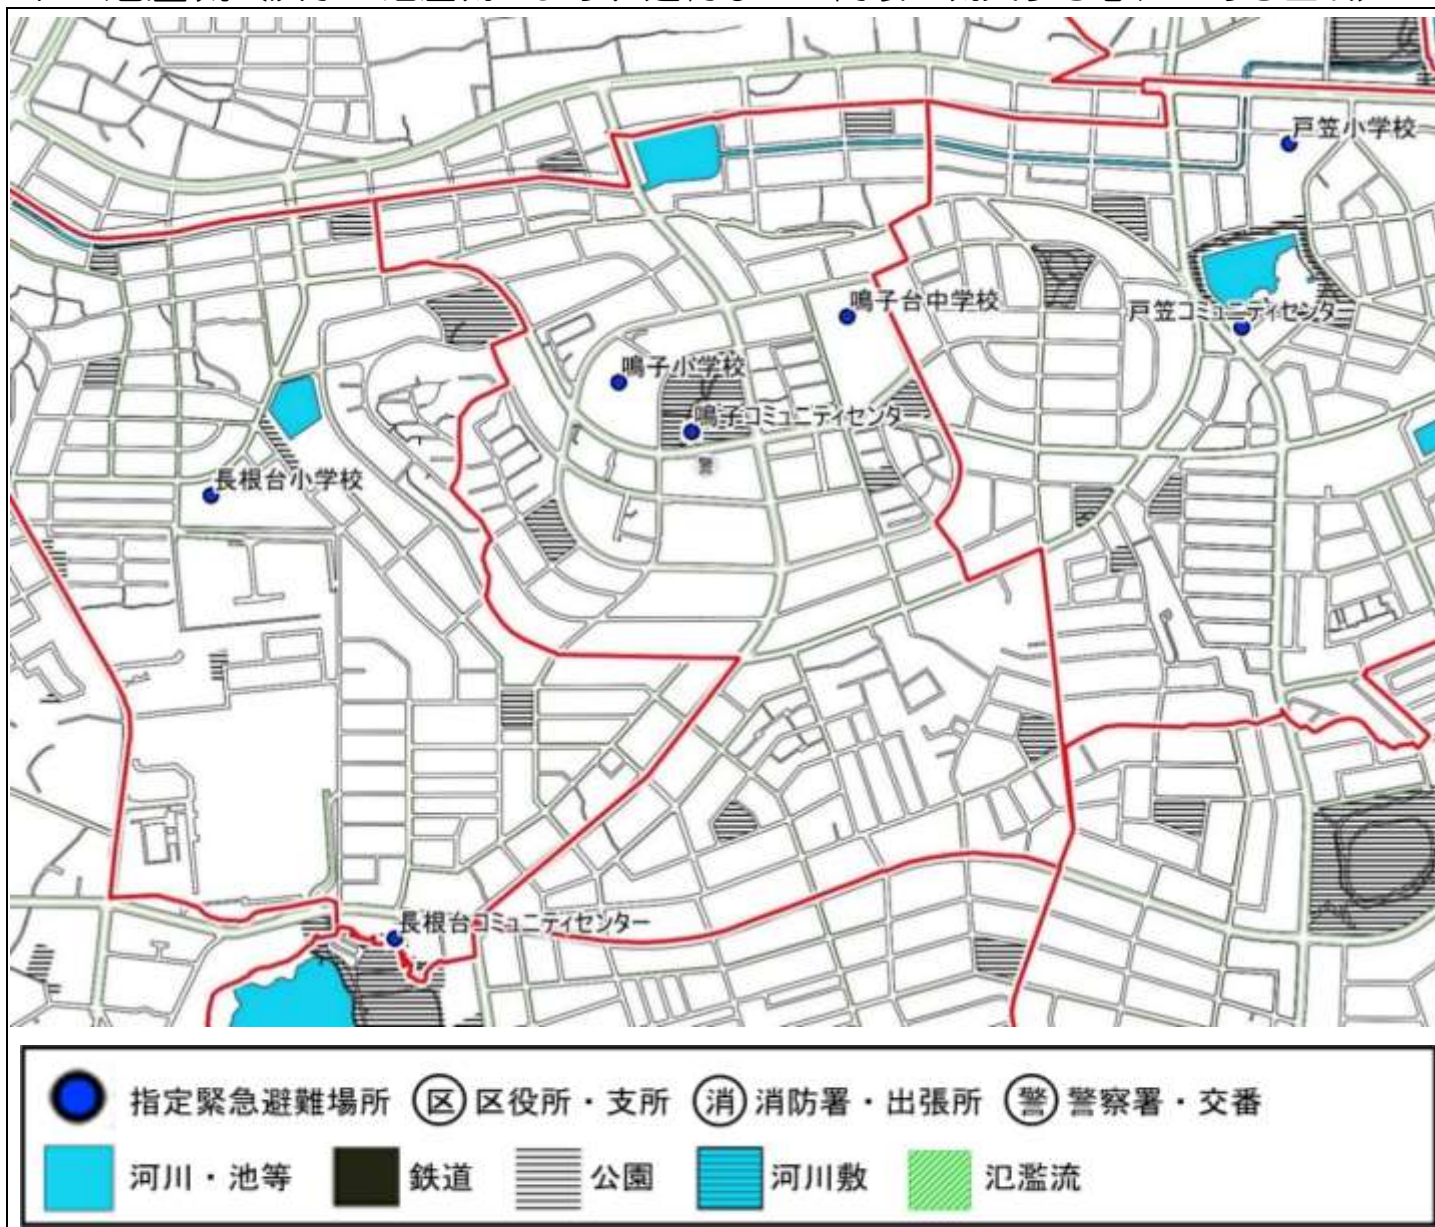 戸笠小学校
鳴子台中学校
戸笠コミュニティセンター
鳴子小学校
鳴子コミュニティセンター
警
長根台小学校
長根台コミュニティセンター
指定緊急避難場所 区 区役所・支所 消 消防署・出張所 警 警察署・交番
河川・池等 鉄道 公園 河川敷 氾濫流